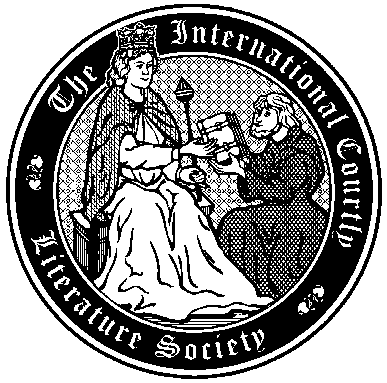 The International Courtly
Literature Society